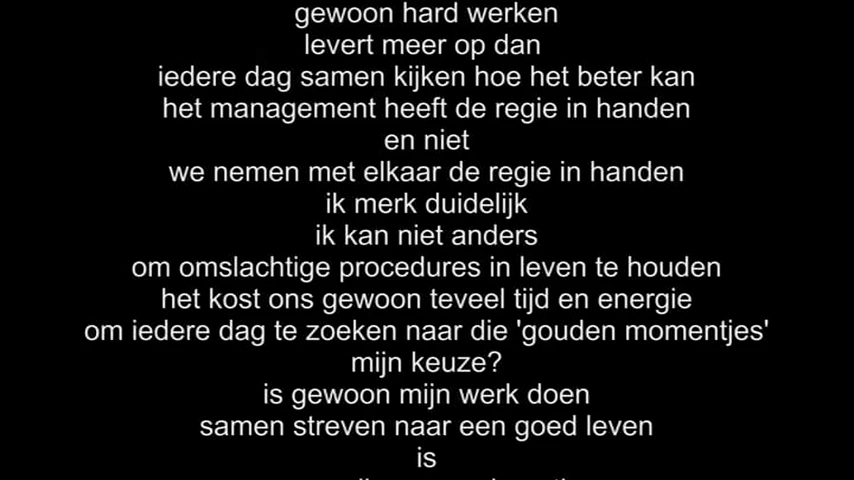 gewoon hard werken
levert meer op dan
iedere dag samen kijken hoe het beter kan
het management heeft de regie in handen
en niet
we nemen met elkaar de regie in handen
ik merk duidelijk
ik kan niet anders
om omslachtige procedures in leven te houden
het kost ons gewoon teveel tijd en energie
om iedere dag te zoeken naar die 'gouden momentjes'
mijn keuze?
is gewoon mijn werk doen
samen streven naar een goed leven
is